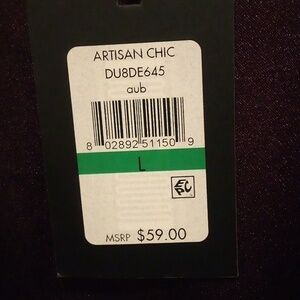 ARTISAN CHIC
DU8DE645
aub
8 02892 51150 9
L
MSRP $59.00